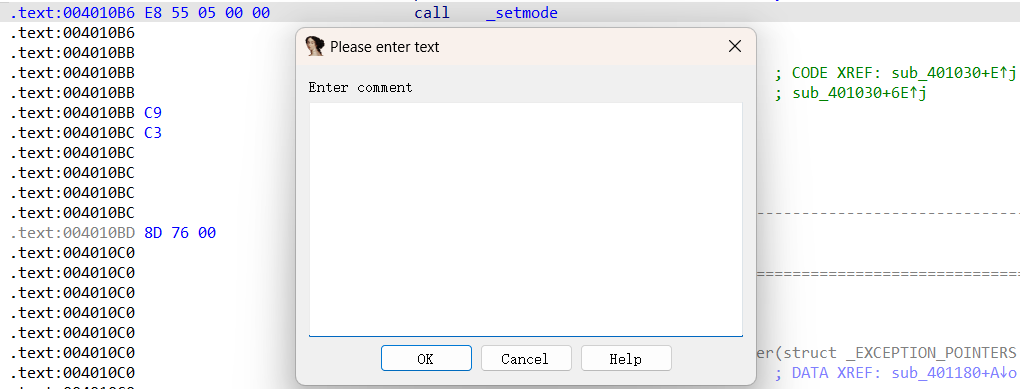 .text:004010B6 E8 55 05 00 00 call _setmode
.text:004010B6
Please enter text
.text:004010BB
.text:004010BB ; CODE XREF: sub_401030+E↑j
Enter comment
.text:004010BB ; sub_401030+6E↑j
.text:004010BB C9
.text:004010BC C3
.text:004010BC
.text:004010BC
.text:004010BC
.text:004010BC
.text:004010BD 8D 76 00
.text:004010C0
.text:004010C0
.text:004010C0
.text:004010C0
.text:004010C0
.text:004010C0 er(struct _EXCEPTION_POINTERS
OK Cancel Help
.text:004010C0 ; DATA XREF: sub_401180+A↓o